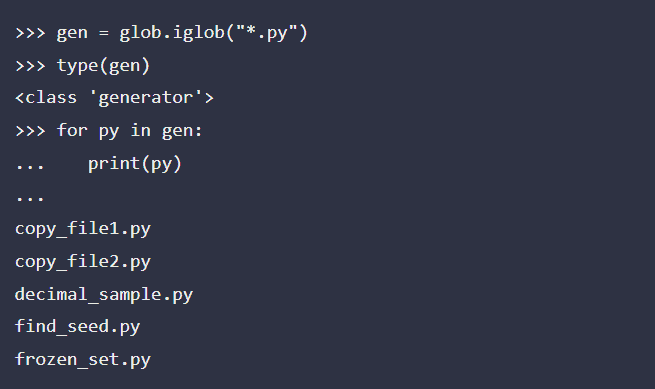 >>> gen = glob.iglob("*.py")
>>> type(gen)
<class 'generator'>
>>> for py in gen:
...    print(py)
...
copy_file1.py
copy_file2.py
decimal_sample.py
find_seed.py
frozen_set.py